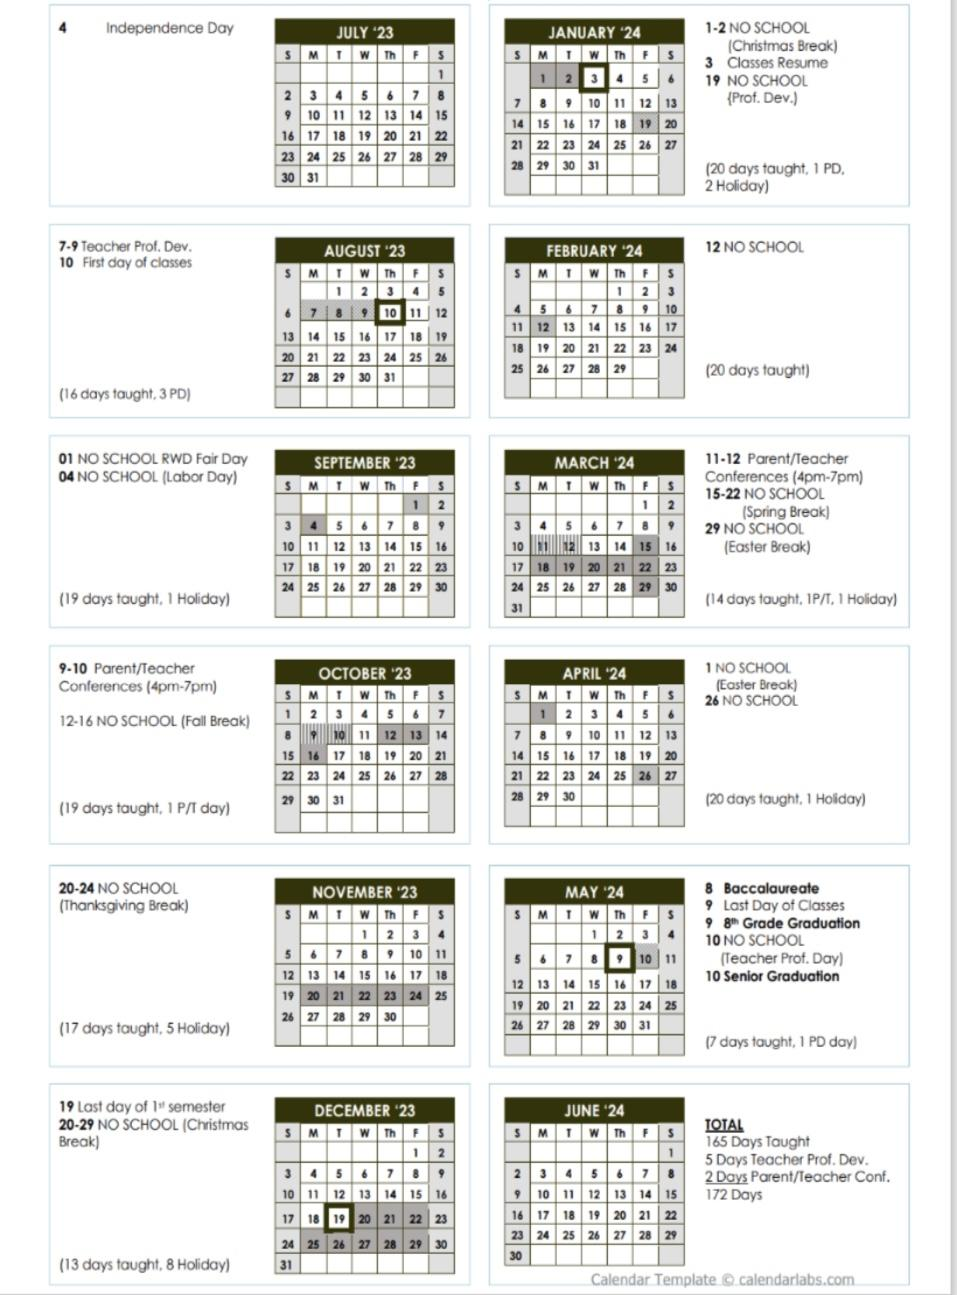 4 Independence Day
JULY ‘23
S M T W Th F S
1
2 3 4 5 6 7 8
9 10 11 12 13 14 15
16 17 18 19 20 21 22
23 24 25 26 27 28 29
30 31
JANUARY ‘24
S M T W Th F S
1 2 3 4 5 6
7 8 9 10 11 12 13
14 15 16 17 18 19 20
21 22 23 24 25 26 27
28 29 30 31
1-2 NO SCHOOL
(Christmas Break)
3 Classes Resume
19 NO SCHOOL
{Prof. Dev.)
(20 days taught, 1 PD,
2 Holiday)
7-9 Teacher Prof. Dev.
10 First day of classes
(16 days taught, 3 PD)
AUGUST ‘23
S M T W Th F S
1 2 3 4 5
6 7 8 9 10 11 12
13 14 15 16 17 18 19
20 21 22 23 24 25 26
27 28 29 30 31
FEBRUARY ‘24
S M T W Th F S
1 2 3
4 5 6 7 8 9 10
11 12 13 14 15 16 17
18 19 20 21 22 23 24
25 26 27 28 29
12 NO SCHOOL
(20 days taught)
01 NO SCHOOL RWD Fair Day
04 NO SCHOOL (Labor Day)
(19 days taught, 1 Holiday)
SEPTEMBER ‘23
S M T W Th F S
1 2
3 4 5 6 7 8 9
10 11 12 13 14 15 16
17 18 19 20 21 22 23
24 25 26 27 28 29 30
MARCH ‘24
S M T W Th F S
1 2
3 4 5 6 7 8 9
10 11 12 13 14 15 16
17 18 19 20 21 22 23
24 25 26 27 28 29 30
31
11-12 Parent/Teacher
Conferences (4pm-7pm)
15-22 NO SCHOOL
(Spring Break)
29 NO SCHOOL
(Easter Break)
(14 days taught, 1P/T, 1 Holiday)
9-10 Parent/Teacher
Conferences (4pm-7pm)
12-16 NO SCHOOL (Fall Break)
(19 days taught, 1 P/T day)
OCTOBER ‘23
S M T W Th F S
1 2 3 4 5 6 7
8 9 10 11 12 13 14
15 16 17 18 19 20 21
22 23 24 25 26 27 28
29 30 31
APRIL ‘24
S M T W Th F S
1 2 3 4 5 6
7 8 9 10 11 12 13
14 15 16 17 18 19 20
21 22 23 24 25 26 27
28 29 30
1 NO SCHOOL
(Easter Break)
26 NO SCHOOL
(20 days taught, 1 Holiday)
20-24 NO SCHOOL
(Thanksgiving Break)
(17 days taught, 5 Holiday)
NOVEMBER ‘23
S M T W Th F S
1 2 3 4
5 6 7 8 9 10 11
12 13 14 15 16 17 18
19 20 21 22 23 24 25
26 27 28 29 30
MAY ‘24
S M T W Th F S
1 2 3 4
5 6 7 8 9 10 11
12 13 14 15 16 17 18
19 20 21 22 23 24 25
26 27 28 29 30 31
8 Baccalaureate
9 Last Day of Classes
9 8th Grade Graduation
10 NO SCHOOL
(Teacher Prof. Day)
10 Senior Graduation
(7 days taught, 1 PD day)
19 Last day of 1st semester
20-29 NO SCHOOL (Christmas
Break)
(13 days taught, 8 Holiday)
DECEMBER ‘23
S M T W Th F S
1 2
3 4 5 6 7 8 9
10 11 12 13 14 15 16
17 18 19 20 21 22 23
24 25 26 27 28 29 30
31
JUNE ‘24
S M T W Th F S
1
2 3 4 5 6 7 8
9 10 11 12 13 14 15
16 17 18 19 20 21 22
23 24 25 26 27 28 29
30
TOTAL
165 Days Taught
5 Days Teacher Prof. Dev.
2 Days Parent/Teacher Conf.
172 Days
Calendar Template © calendarlabs.com